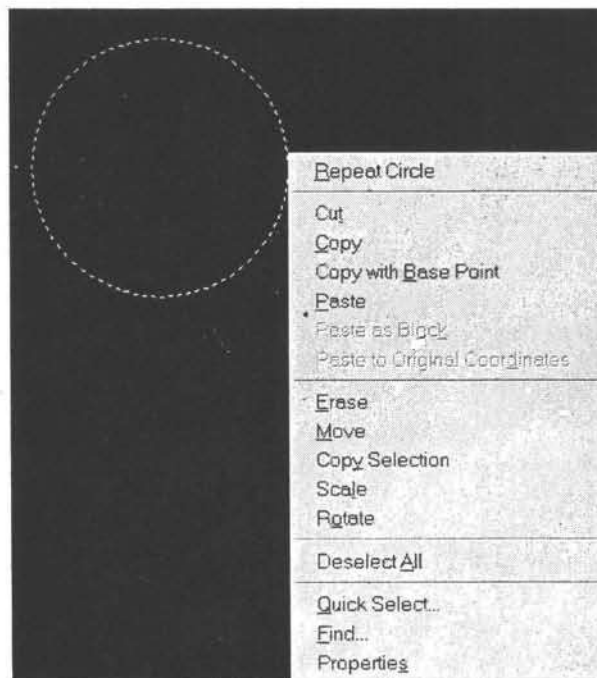 Repeat Circle
Cut
Copy
Copy with Base Point
Paste
Paste as Block
Paste to Original Coordinates
Erase
Move
Copy Selection
Scale
Rotate
Deselect All
Quick Select...
Find...
Properties